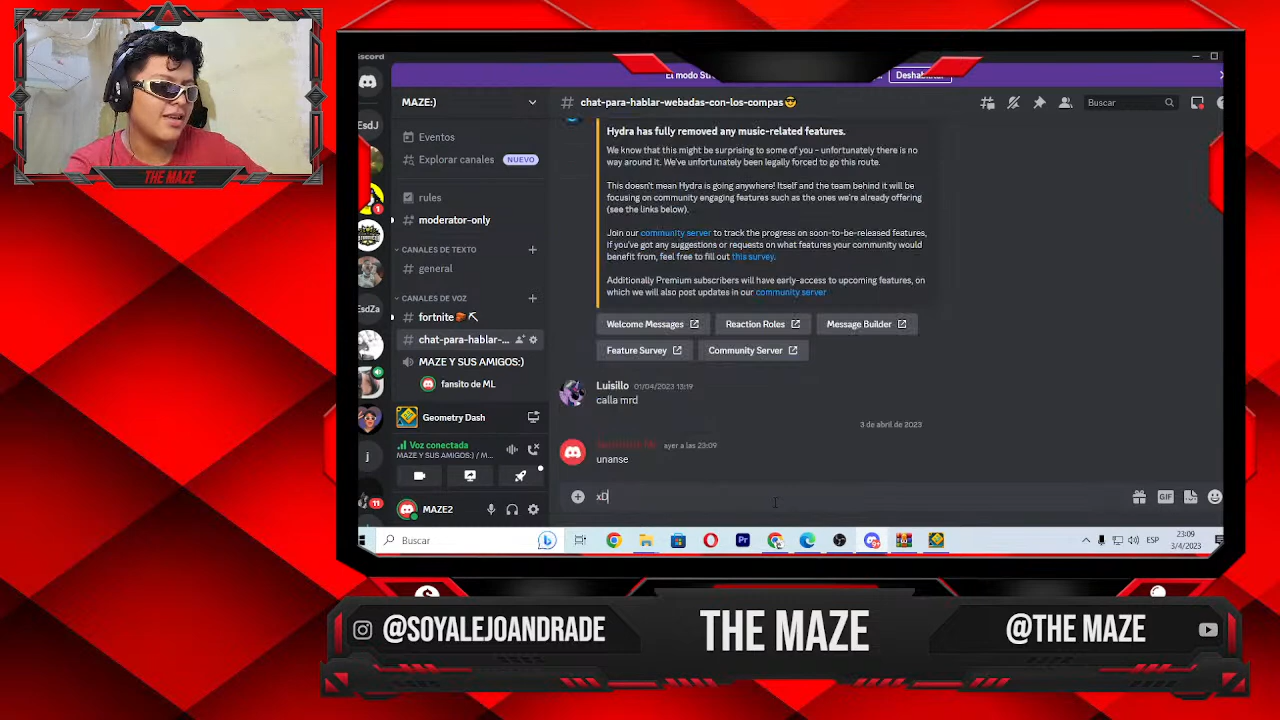 THE MAZE
iscord
El modo St
MAZE:)
chat-para-hablar-webadas-con-los-compas😎
Buscar
EsdJ
Eventos
Explorar canales NUEVO
rules
moderator-only
CANALES DE TEXTO
general
CANALES DE VOZ
fortnite
chat-para-hablar-...
MAZE Y SUS AMIGOS:)
fansito de ML
Geometry Dash
Voz conectada
MAZE Y SUS AMIGOS:) / M...
MAZE2
1
EsdZa
j
11
Hydra has fully removed any music-related features.
We know that this might be surprising to some of you - unfortunately there is no
way around it. We've unfortunately been legally forced to go this route.
This doesn't mean Hydra is going anywhere! Itself and the team behind it will be
focusing on community engaging features such as the ones we're already offering
(see the links below).
Join our community server to track the progress on soon-to-be-released features,
If you've got any suggestions or requests on what features your community would
benefit from, feel free to fill out this survey.
Additionally Premium subscribers will have early-access to upcoming features, on
which we will also post updates in our community server
Welcome Messages
Reaction Roles
Message Builder
Feature Survey
Community Server
Luisillo 01/04/2023 13:19
calla mrd
3 de abril de 2023
ayer a las 23:09
unanse
xD
GIF
Buscar
Pr
ESP
23:09
3/4/2023
@SOYALEJOANDRADE
THE MAZE
@THE MAZE